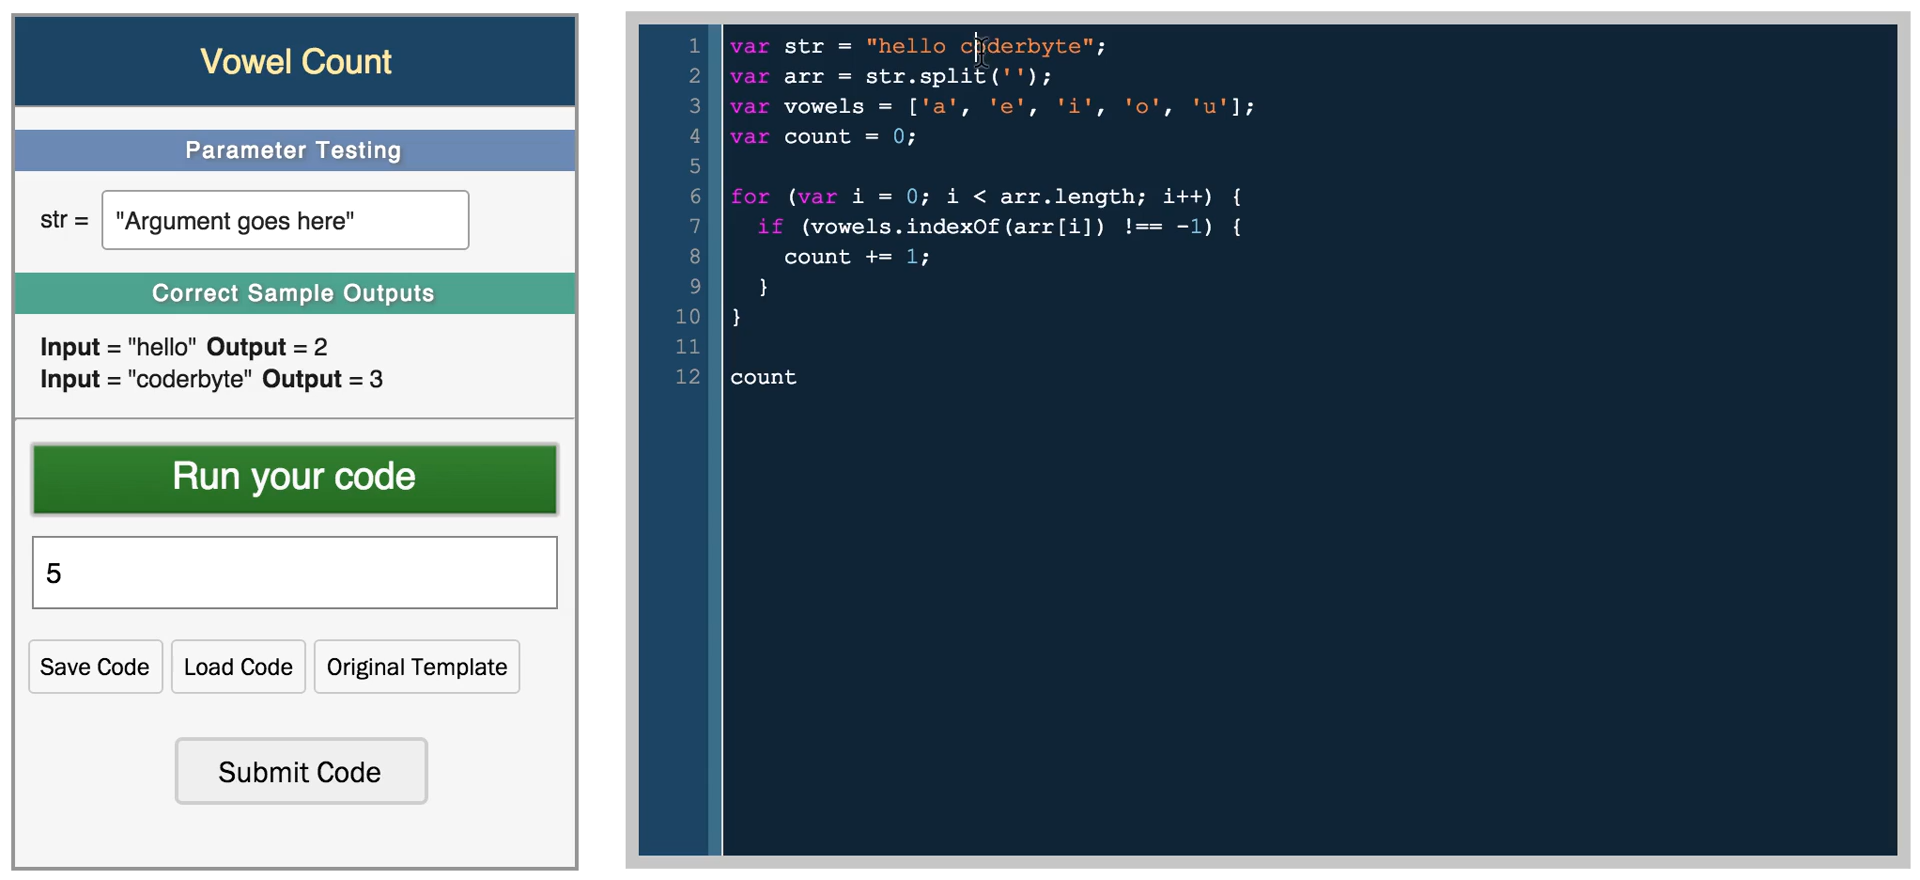 Vowel Count
Parameter Testing
str = "Argument goes here"
Correct Sample Outputs
Input = "hello" Output = 2
Input = "coderbyte" Output = 3
Run your code
5
Save Code Load Code Original Template
Submit Code
1 var str = "hello coderbyte";
2 var arr = str.split('');
3 var vowels = ['a', 'e', 'i', 'o', 'u'];
4 var count = 0;
5
6 for (var i = 0; i < arr.length; i++) {
7   if (vowels.indexOf(arr[i]) !== -1) {
8     count += 1;
9   }
10 }
11
12 count